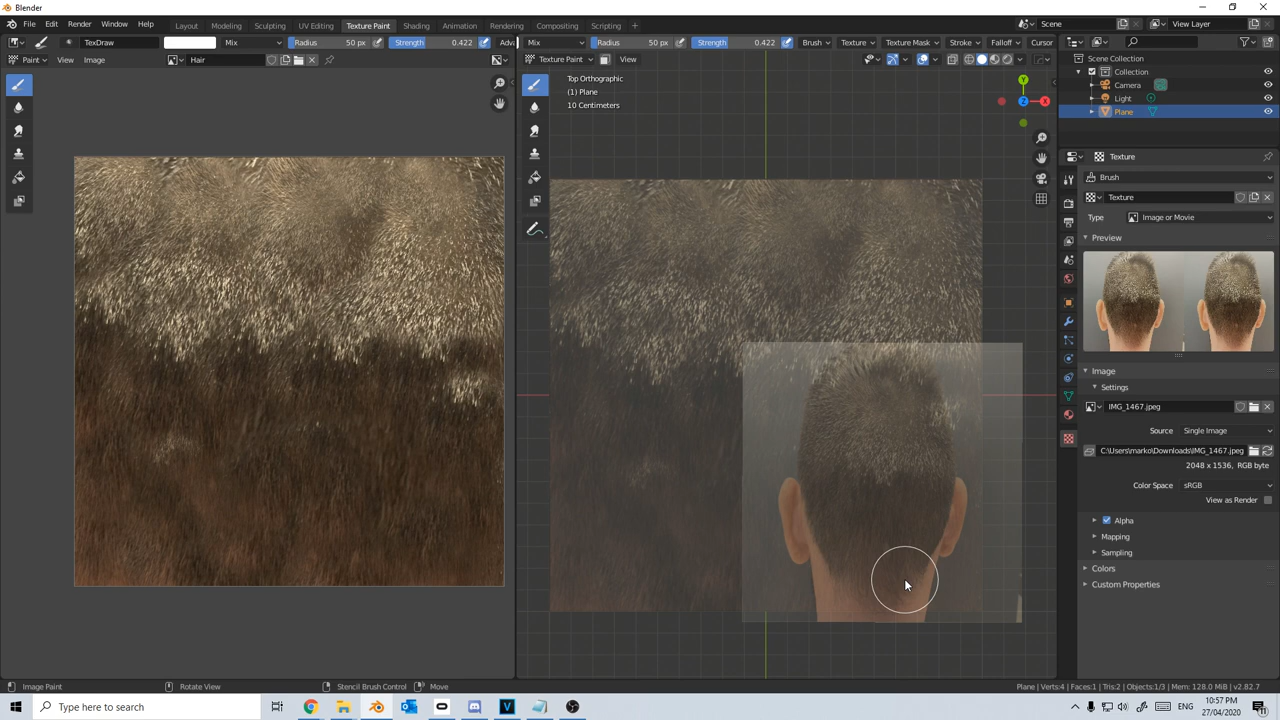 Blender
File Edit Render Window Help Layout Modeling Sculpting UV Editing Texture Paint Shading Animation Rendering Compositing Scripting + Scene View Layer
TexDraw Mix Radius 50 px Strength 0.422 Adv Mix Radius 50 px Strength 0.422 Brush Texture Texture Mask Stroke Falloff Cursor
Paint View Image Hair Texture Paint View
Scene Collection
Collection
Camera
Light
Plane
Top Orthographic
(1) Plane
10 Centimeters
Y
Z
X
Texture
Brush
Texture
Type Image or Movie
Preview
Image
Settings
IMG_1467.jpeg
Source Single Image
C:\Users\marko\Downloads\IMG_1467.jpeg
2048 x 1536, RGB byte
Color Space sRGB
View as Render
Alpha
Mapping
Sampling
Colors
Custom Properties
Image Paint Rotate View Stencil Brush Control Move Plane | Verts:4 | Faces:1 | Tris:2 | Objects:1/3 | Mem: 128.0 MiB | v2.82.7
Type here to search
ENG
10:57 PM
27/04/2020